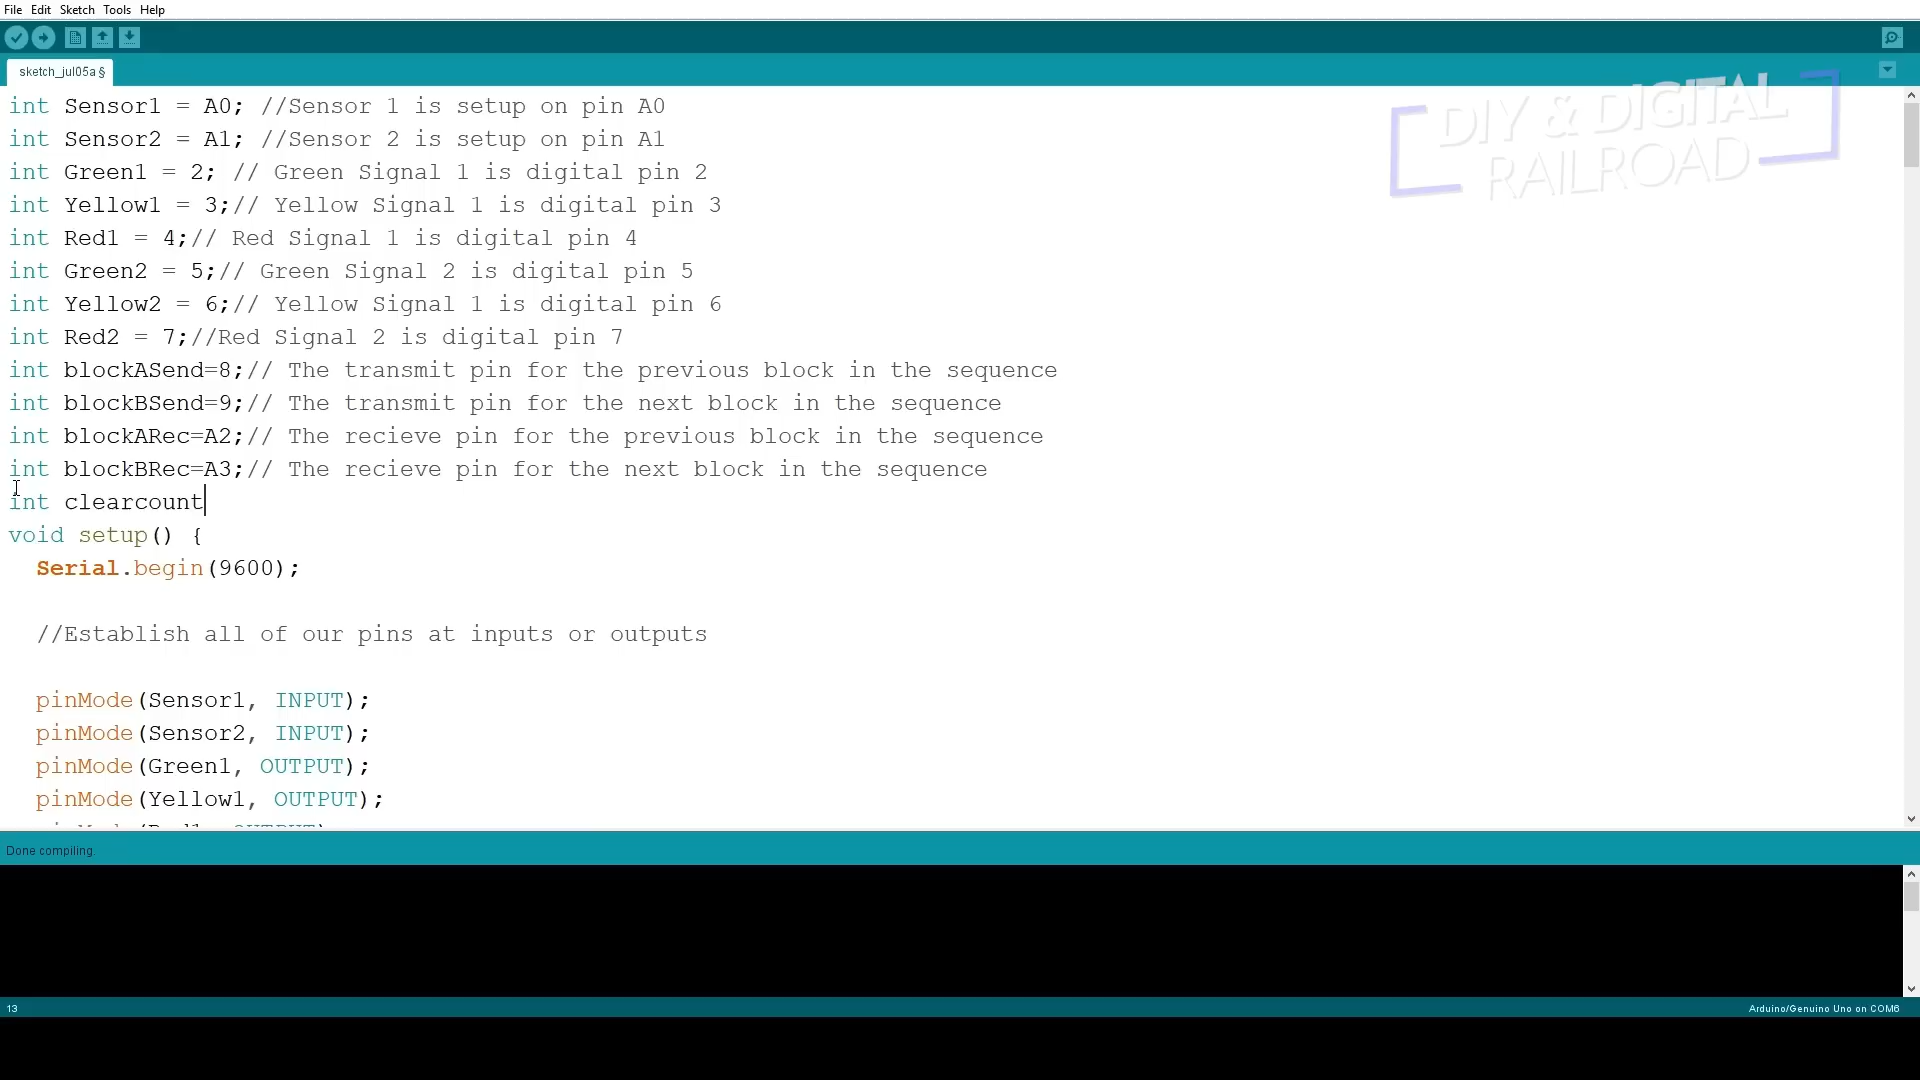 File Edit Sketch Tools Help
sketch_jul05a §
DIY & DIGITAL
RAILROAD
int Sensor1 = A0; //Sensor 1 is setup on pin A0
int Sensor2 = A1; //Sensor 2 is setup on pin A1
int Green1 = 2; // Green Signal 1 is digital pin 2
int Yellow1 = 3;// Yellow Signal 1 is digital pin 3
int Red1 = 4;// Red Signal 1 is digital pin 4
int Green2 = 5;// Green Signal 2 is digital pin 5
int Yellow2 = 6;// Yellow Signal 1 is digital pin 6
int Red2 = 7;//Red Signal 2 is digital pin 7
int blockASend=8;// The transmit pin for the previous block in the sequence
int blockBSend=9;// The transmit pin for the next block in the sequence
int blockARec=A2;// The recieve pin for the previous block in the sequence
int blockBRec=A3;// The recieve pin for the next block in the sequence
int clearcount
void setup() {
Serial.begin(9600);
//Establish all of our pins at inputs or outputs
pinMode(Sensor1, INPUT);
pinMode(Sensor2, INPUT);
pinMode(Green1, OUTPUT);
pinMode(Yellow1, OUTPUT);
Done compiling.
13
Arduino/Genuino Uno on COM6